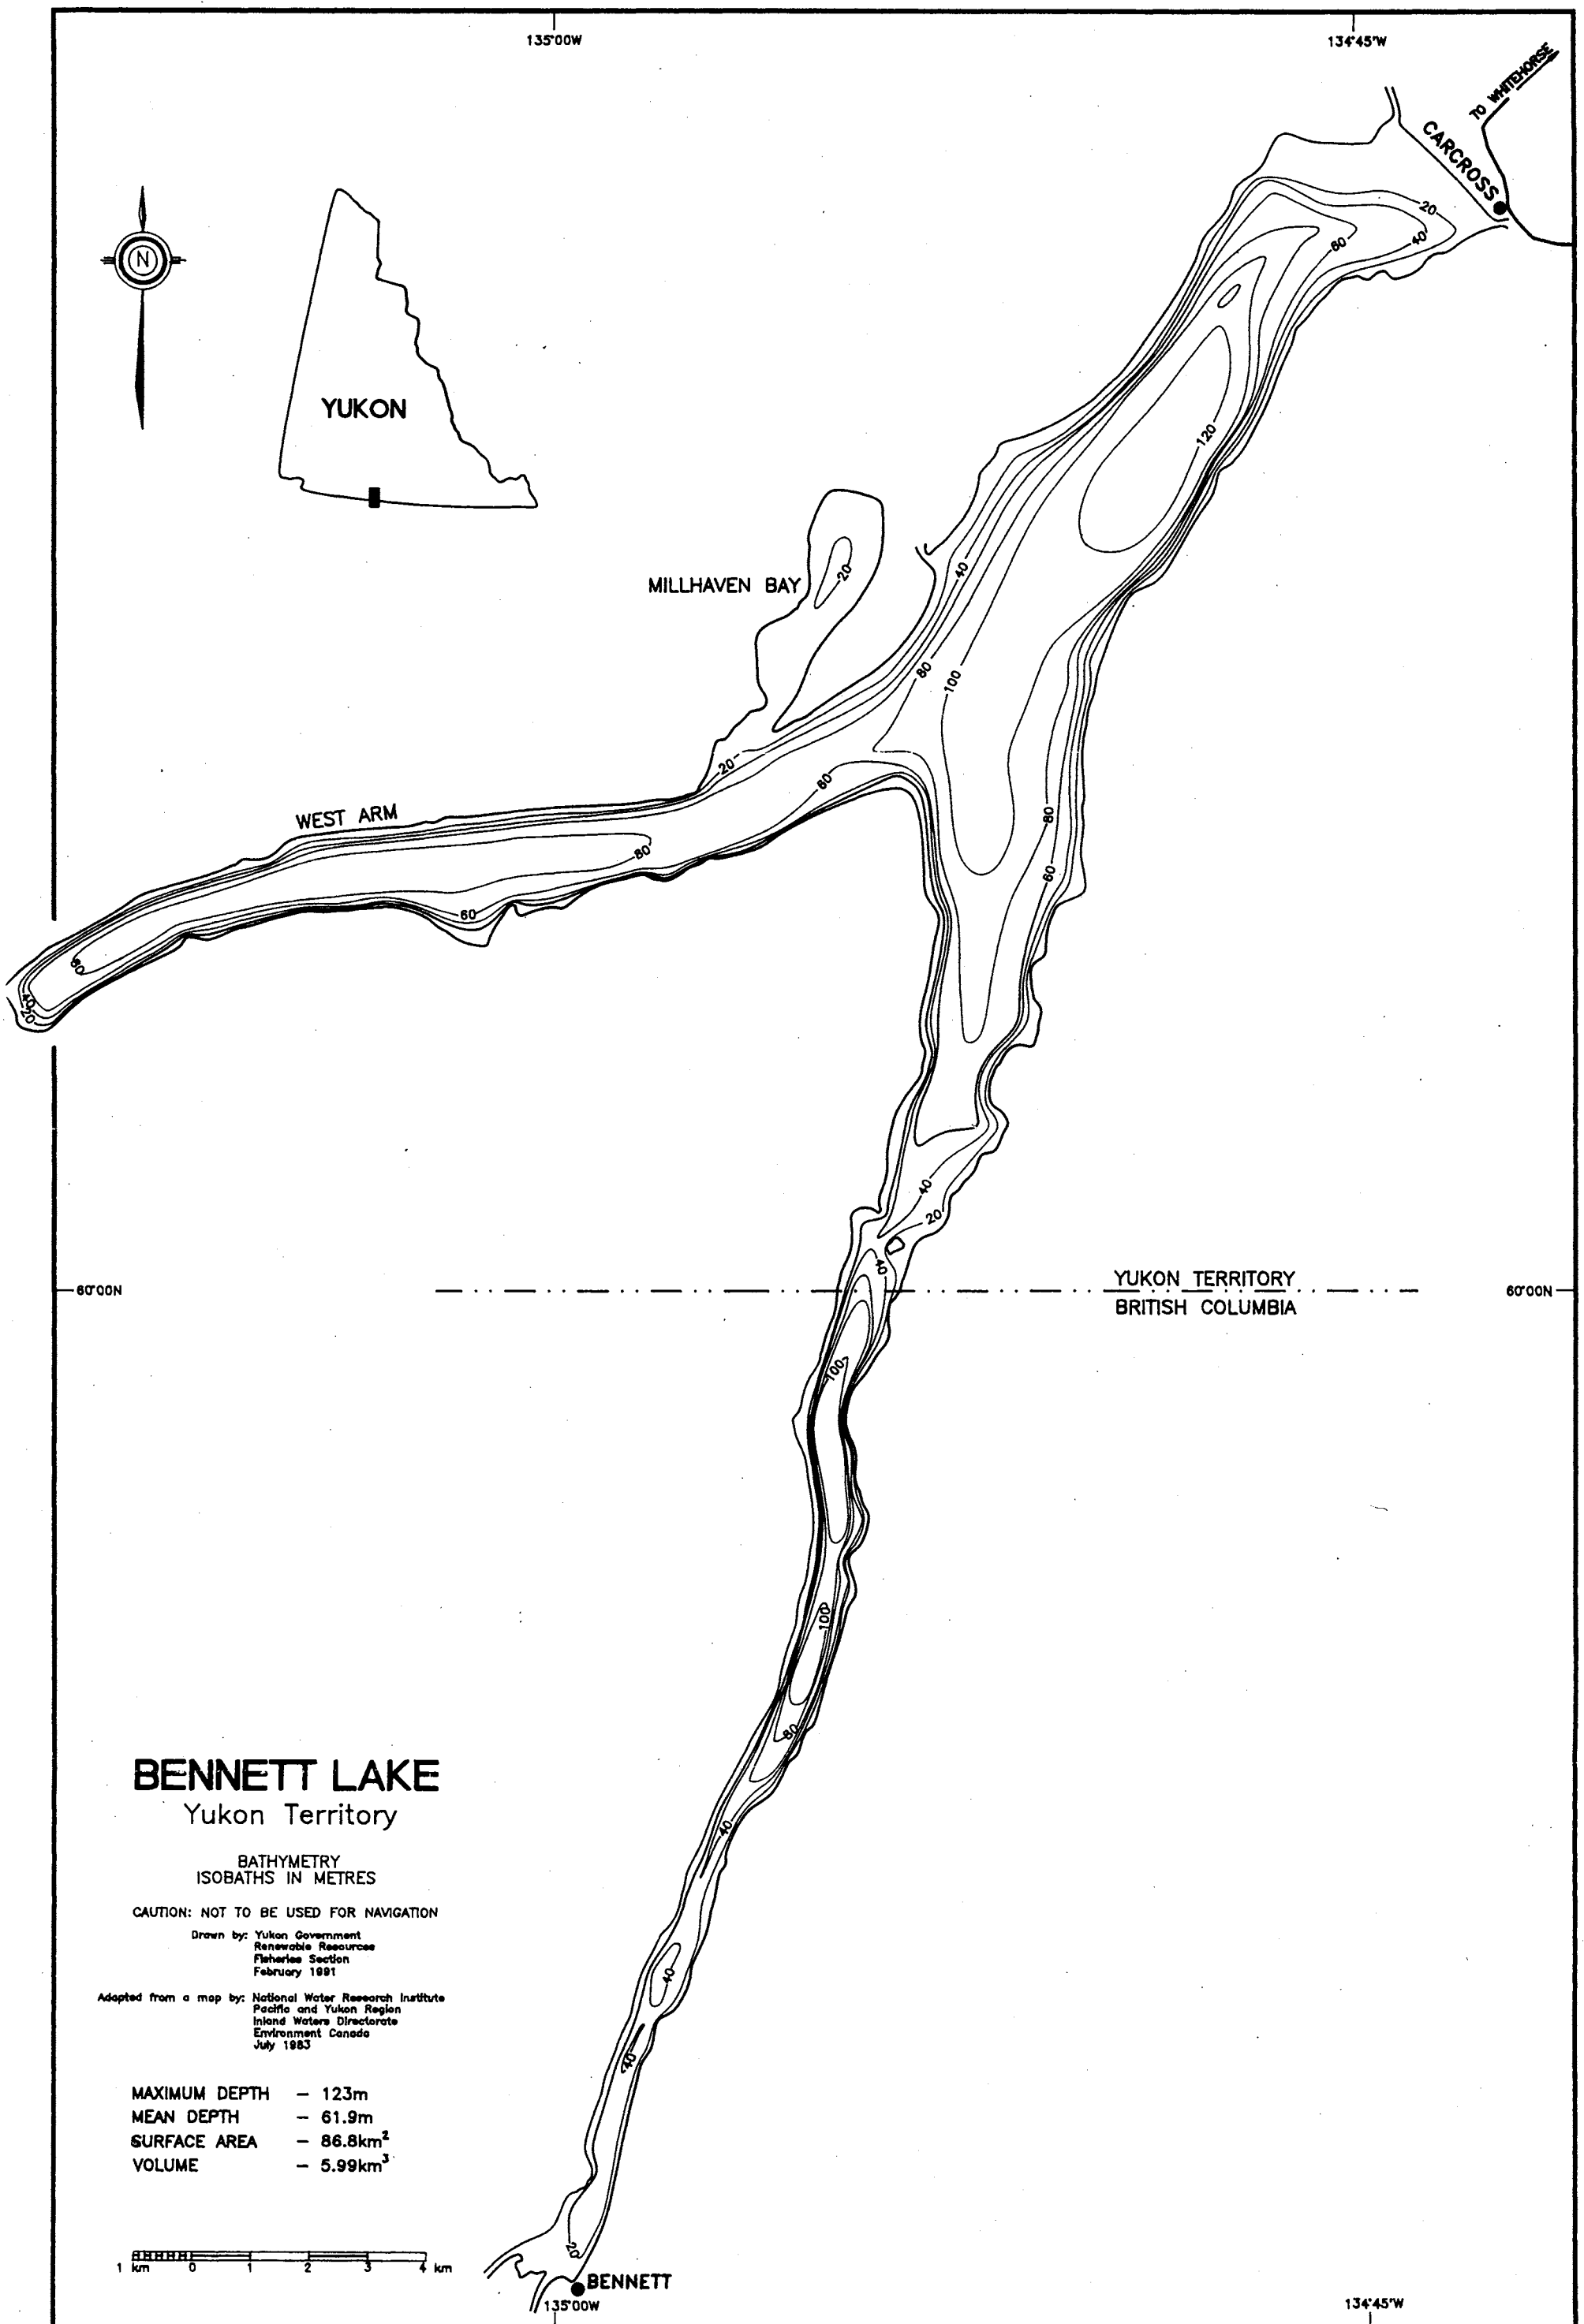 135°00'W
134°45'W
TO WHITEHORSE
CARCROSS
N
YUKON
20
40
60
120
MILLHAVEN BAY
20
40
80
100
20
60
WEST ARM
80
80
60
60
80
40
20
40
20
40
60°00'N
YUKON TERRITORY
BRITISH COLUMBIA
60°00'N
100
100
80
40
40
40
20
BENNETT LAKE
Yukon Territory
BATHYMETRY
ISOBATHS IN METRES
CAUTION: NOT TO BE USED FOR NAVIGATION
Drawn by: Yukon Government
Renewable Resources
Fisheries Section
February 1991
Adapted from a map by: National Water Research Institute
Pacific and Yukon Region
Inland Waters Directorate
Environment Canada
July 1983
MAXIMUM DEPTH – 123m
MEAN DEPTH – 61.9m
SURFACE AREA – 86.8km²
VOLUME – 5.99km³
1 km 0 1 2 3 4 km
BENNETT
135°00W
134°45'W